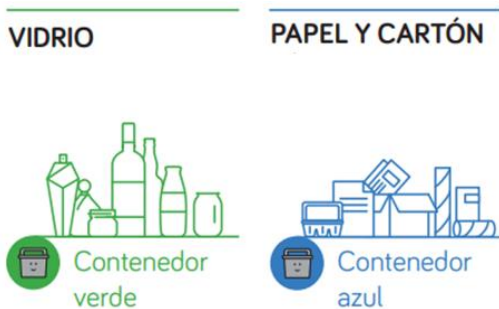 VIDRIO
Contenedor
verde
PAPEL Y CARTÓN
Contenedor
azul